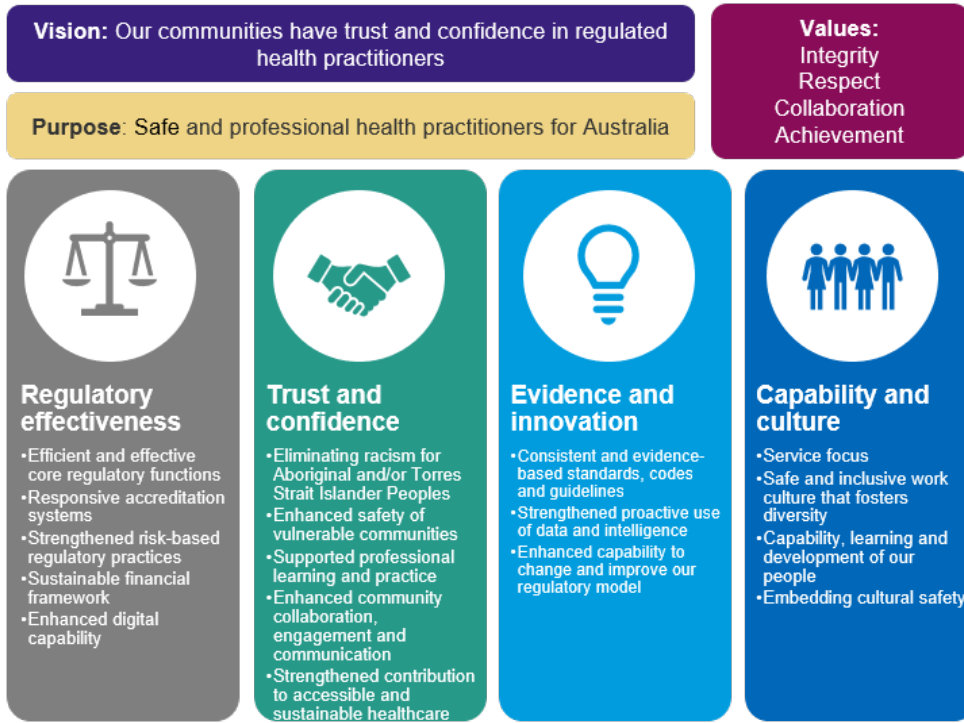 Vision: Our communities have trust and confidence in regulated
health practitioners
Values:
Integrity
Respect
Collaboration
Achievement
Purpose: Safe and professional health practitioners for Australia
Regulatory
effectiveness
•Efficient and effective
core regulatory functions
•Responsive accreditation
systems
•Strengthened risk-based
regulatory practices
•Sustainable financial
framework
•Enhanced digital
capability
Trust and
confidence
•Eliminating racism for
Aboriginal and/or Torres
Strait Islander Peoples
•Enhanced safety of
vulnerable communities
•Supported professional
learning and practice
•Enhanced community
collaboration,
engagement and
communication
•Strengthened contribution
to accessible and
sustainable healthcare
Evidence and
innovation
•Consistent and evidence-
based standards, codes
and guidelines
•Strengthened proactive use
of data and intelligence
•Enhanced capability to
change and improve our
regulatory model
Capability and
culture
•Service focus
•Safe and inclusive work
culture that fosters
diversity
•Capability, learning and
development of our
people
•Embedding cultural safety